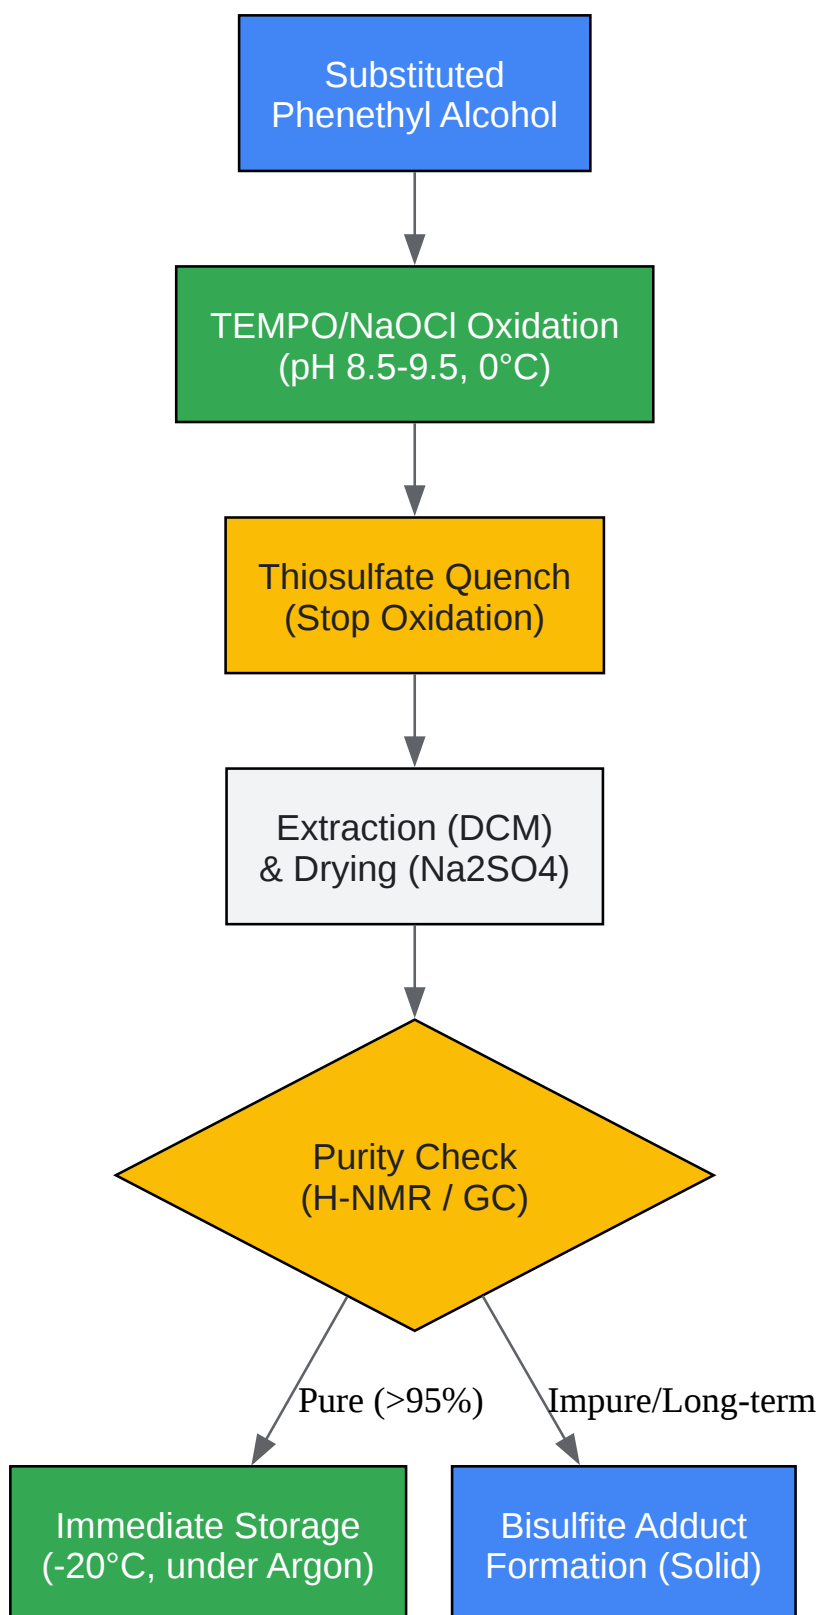 Substituted
Phenethyl Alcohol
TEMPO/NaOCl Oxidation
(pH 8.5-9.5, 0°C)
Thiosulfate Quench
(Stop Oxidation)
Extraction (DCM)
& Drying (Na2SO4)
Purity Check
(H-NMR / GC)
Pure (>95%)
Impure/Long-term
Immediate Storage
(-20°C, under Argon)
Bisulfite Adduct
Formation (Solid)